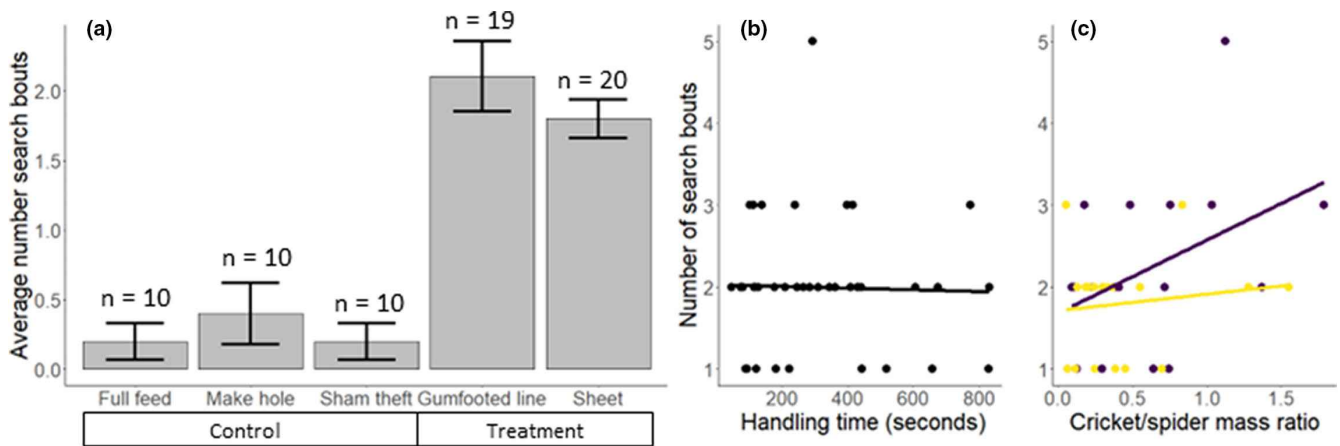 (a)
Average number search bouts
2.0
1.5
1.0
0.5
0.0
n = 10
n = 10
n = 10
n = 19
n = 20
Full feed
Make hole
Sham theft
Gumfooted line
Sheet
Control
Treatment
(b)
Number of search bouts
5
4
3
2
1
200
400
600
800
Handling time (seconds)
(c)
5
4
3
2
1
0.0
0.5
1.0
1.5
Cricket/spider mass ratio